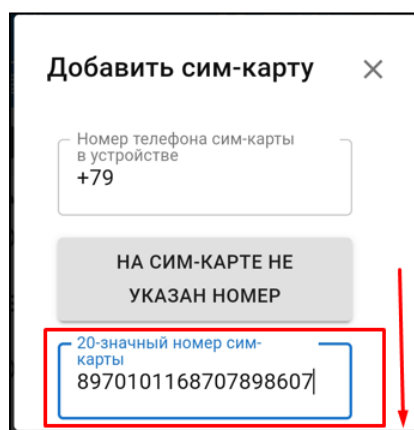 Добавить сим-карту
Номер телефона сим-карты
в устройстве
+79
НА СИМ-КАРТЕ НЕ
УКАЗАН НОМЕР
20-значный номер сим-
карты
8970101168707898607